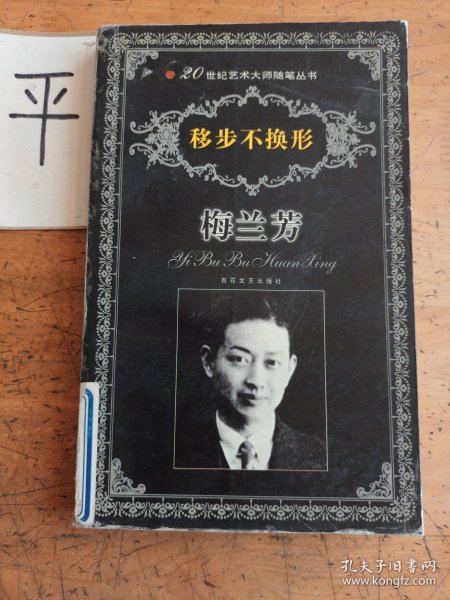 平
20世纪艺术大师随笔丛书
移步不换形
梅兰芳
Yi Bu Bu Huan Xing
百花文艺出版社
孔夫子旧书网
www.kongfz.com